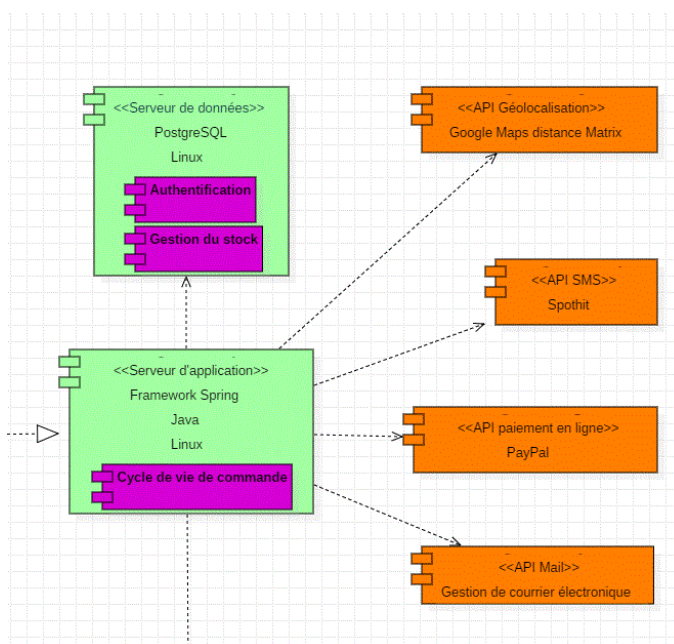 <<Serveur de données>>
PostgreSQL
Linux
Authentification
Gestion du stock
<<API Géolocalisation>>
Google Maps distance Matrix
<<API SMS>>
Spothit
<<Serveur d'application>>
Framework Spring
Java
Linux
Cycle de vie de commande
<<API paiement en ligne>>
PayPal
<<API Mail>>
Gestion de courrier électronique